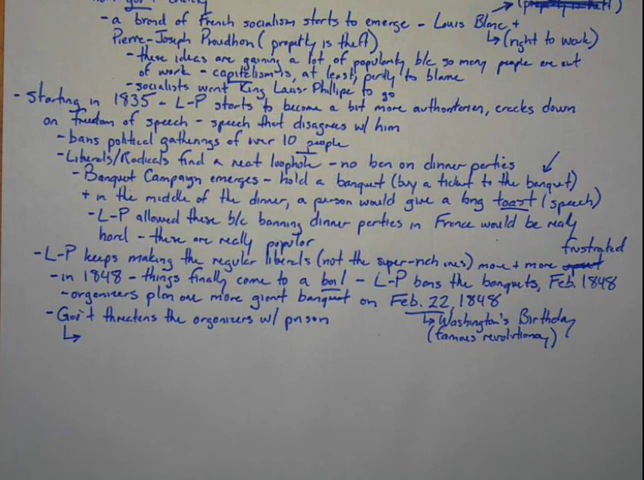 (property is theft)
- a brand of French socialism starts to emerge - Louis Blanc +
Pierre-Joseph Proudhon (property is theft)
↳ (right to work)
- these ideas are gaining a lot of popularity b/c so many people are out
of work - capitalism is, at least, partly to blame
- socialists want King Louis-Phillipe to go
- Starting in 1835 - L-P starts to become a bit more authoritarian, cracks down
on freedom of speech - speech that disagrees w/ him
- bans political gatherings of over 10 people
- Liberals/Radicals find a neat loophole - no ban on dinner parties
- Banquet Campaign emerges - hold a banquet (buy a ticket to the banquet)
+ in the middle of the dinner, a person would give a long toast (speech)
- L-P allowed these b/c banning dinner parties in France would be really
hard - these are really popular
- L-P keeps making the regular liberals (not the super-rich ones) more + more frustrated
- in 1848 - things finally come to a boil - L-P bans the banquets, Feb. 1848
- organizers plan one more giant banquet on Feb. 22, 1848
- Gov't threatens the organizers w/ prison
↳ Washington's Birthday
(famous revolutionary)
↳